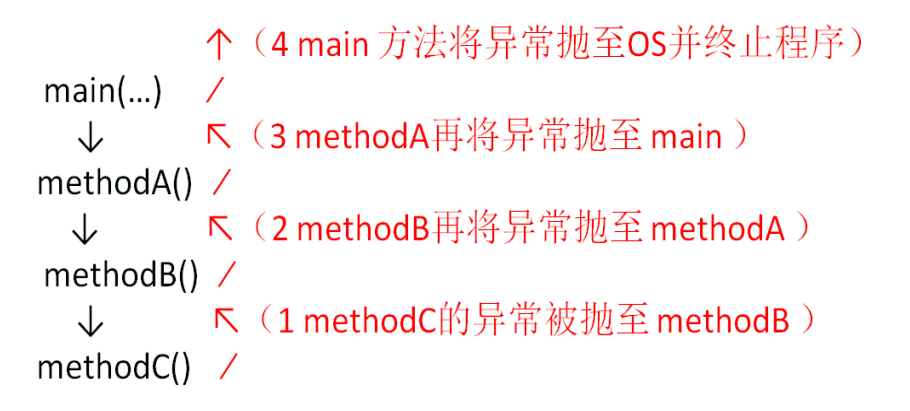 ↑（4 main 方法将异常抛至OS并终止程序）
main(...) /
↓ ↖（3 methodA再将异常抛至 main ）
methodA() /
↓ ↖（2 methodB再将异常抛至 methodA ）
methodB() /
↓ ↖（1 methodC的异常被抛至 methodB ）
methodC() /